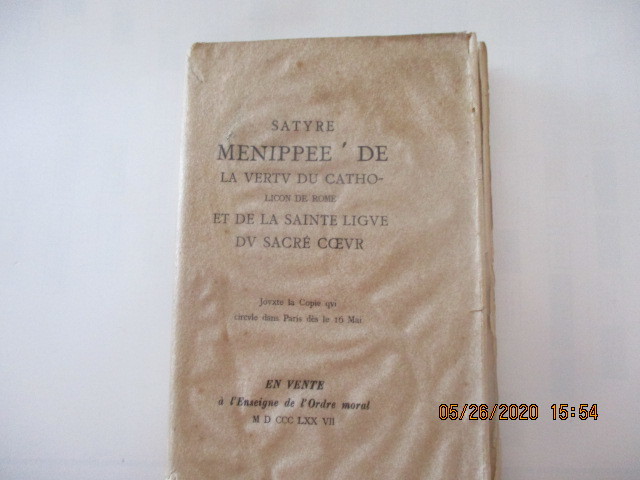 SATYRE
MENIPPEE DE
LA VERTV DU CATHO-
LICON DE ROME
ET DE LA SAINTE LIGVE
DV SACRÉ CŒVR
la Copie qvi
circule dans Paris dès le 16 Mai
EN VENTE
à l'Enseigne de l'Ordre moral
M D CCC LXX VII
05/26/2020 15:54